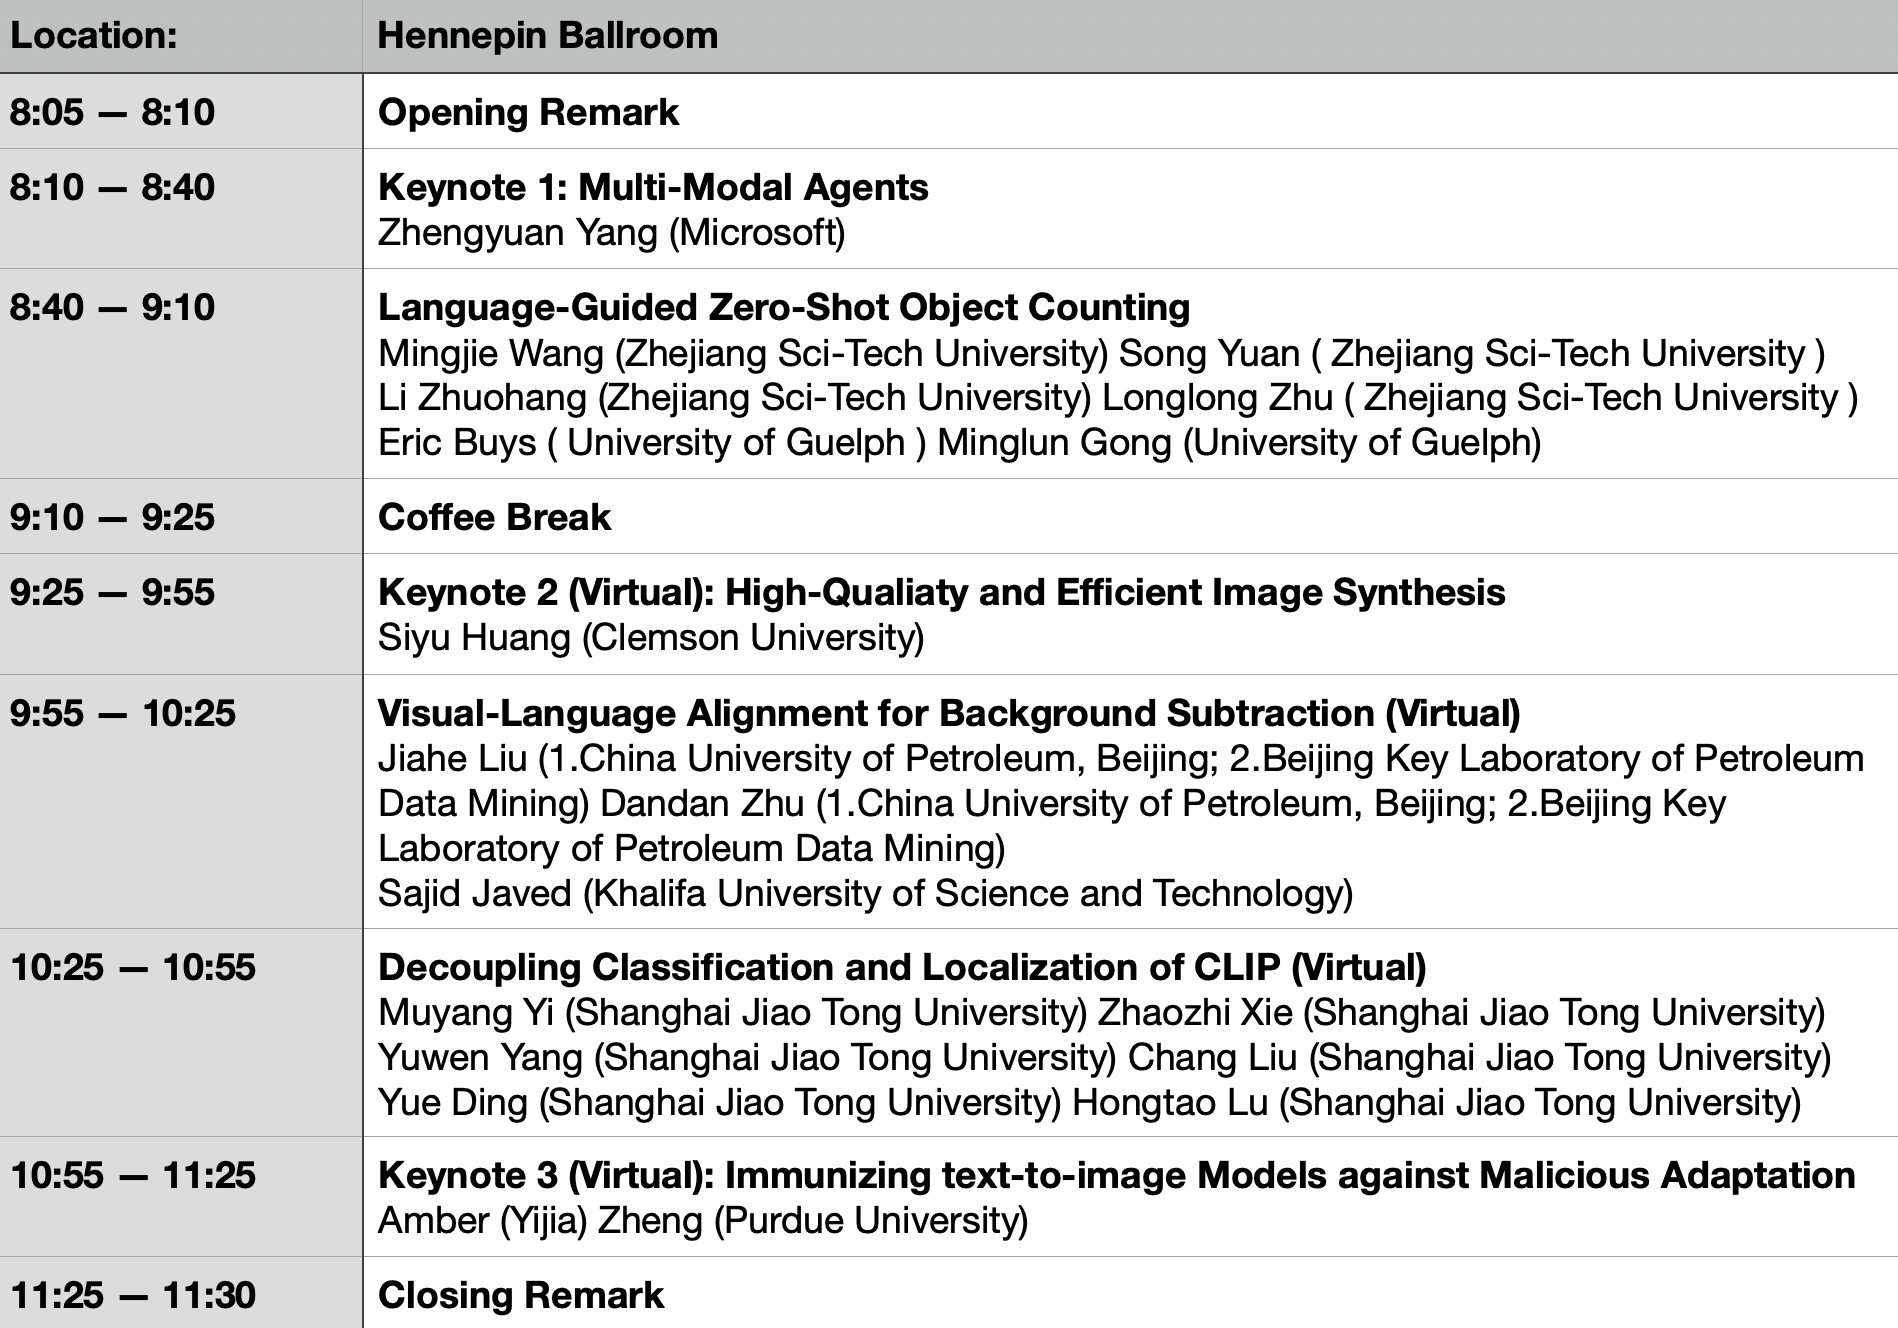 Location: Hennepin Ballroom
8:05 — 8:10 Opening Remark
8:10 — 8:40 Keynote 1: Multi-Modal Agents
Zhengyuan Yang (Microsoft)
8:40 — 9:10 Language-Guided Zero-Shot Object Counting
Mingjie Wang (Zhejiang Sci-Tech University) Song Yuan ( Zhejiang Sci-Tech University )
Li Zhuohang (Zhejiang Sci-Tech University) Longlong Zhu ( Zhejiang Sci-Tech University )
Eric Buys ( University of Guelph ) Minglun Gong (University of Guelph)
9:10 — 9:25 Coffee Break
9:25 — 9:55 Keynote 2 (Virtual): High-Qualiaty and Efficient Image Synthesis
Siyu Huang (Clemson University)
9:55 — 10:25 Visual-Language Alignment for Background Subtraction (Virtual)
Jiahe Liu (1.China University of Petroleum, Beijing; 2.Beijing Key Laboratory of Petroleum
Data Mining) Dandan Zhu (1.China University of Petroleum, Beijing; 2.Beijing Key
Laboratory of Petroleum Data Mining)
Sajid Javed (Khalifa University of Science and Technology)
10:25 — 10:55 Decoupling Classification and Localization of CLIP (Virtual)
Muyang Yi (Shanghai Jiao Tong University) Zhaozhi Xie (Shanghai Jiao Tong University)
Yuwen Yang (Shanghai Jiao Tong University) Chang Liu (Shanghai Jiao Tong University)
Yue Ding (Shanghai Jiao Tong University) Hongtao Lu (Shanghai Jiao Tong University)
10:55 — 11:25 Keynote 3 (Virtual): Immunizing text-to-image Models against Malicious Adaptation
Amber (Yijia) Zheng (Purdue University)
11:25 — 11:30 Closing Remark